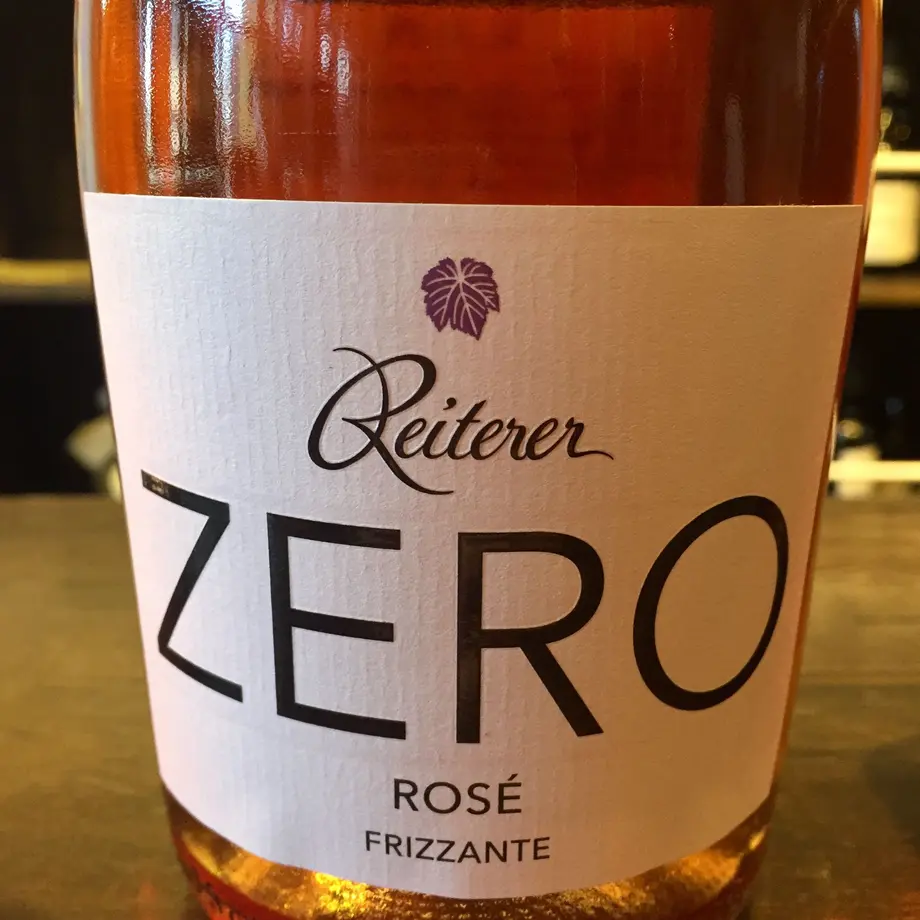 Reiterer
ZERO
ROSÉ
FRIZZANTE